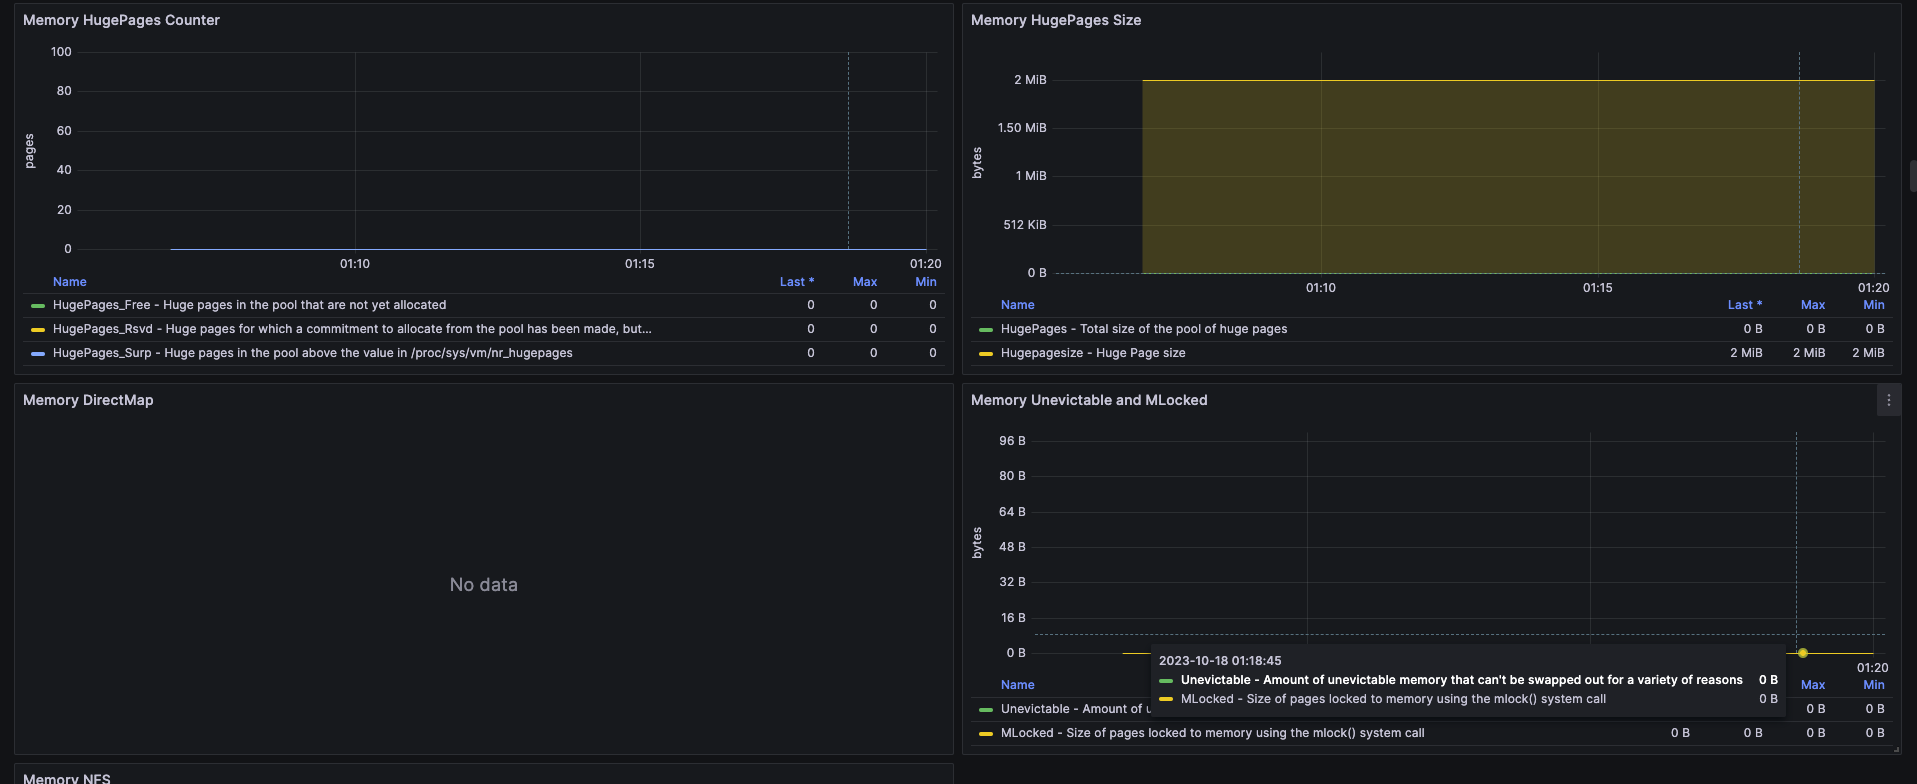 Memory HugePages Counter
100
80
60
40
20
0
pages
01:10 01:15 01:20
Name Last * Max Min
HugePages_Free - Huge pages in the pool that are not yet allocated 0 0 0
HugePages_Rsvd - Huge pages for which a commitment to allocate from the pool has been made, but... 0 0 0
HugePages_Surp - Huge pages in the pool above the value in /proc/sys/vm/nr_hugepages 0 0 0
Memory HugePages Size
2 MiB
1.50 MiB
1 MiB
512 KiB
0 B
bytes
01:10 01:15 01:20
Name Last * Max Min
HugePages - Total size of the pool of huge pages 0 B 0 B 0 B
Hugepagesize - Huge Page size 2 MiB 2 MiB 2 MiB
Memory DirectMap
No data
Memory Unevictable and MLocked
96 B
80 B
64 B
48 B
32 B
16 B
0 B
bytes
01:20
2023-10-18 01:18:45
Unevictable - Amount of unevictable memory that can't be swapped out for a variety of reasons 0 B
MLocked - Size of pages locked to memory using the mlock() system call 0 B
Name Max Min
Unevictable - Amount of 0 B 0 B
MLocked - Size of pages locked to memory using the mlock() system call 0 B 0 B 0 B 0 B
Memory NFS